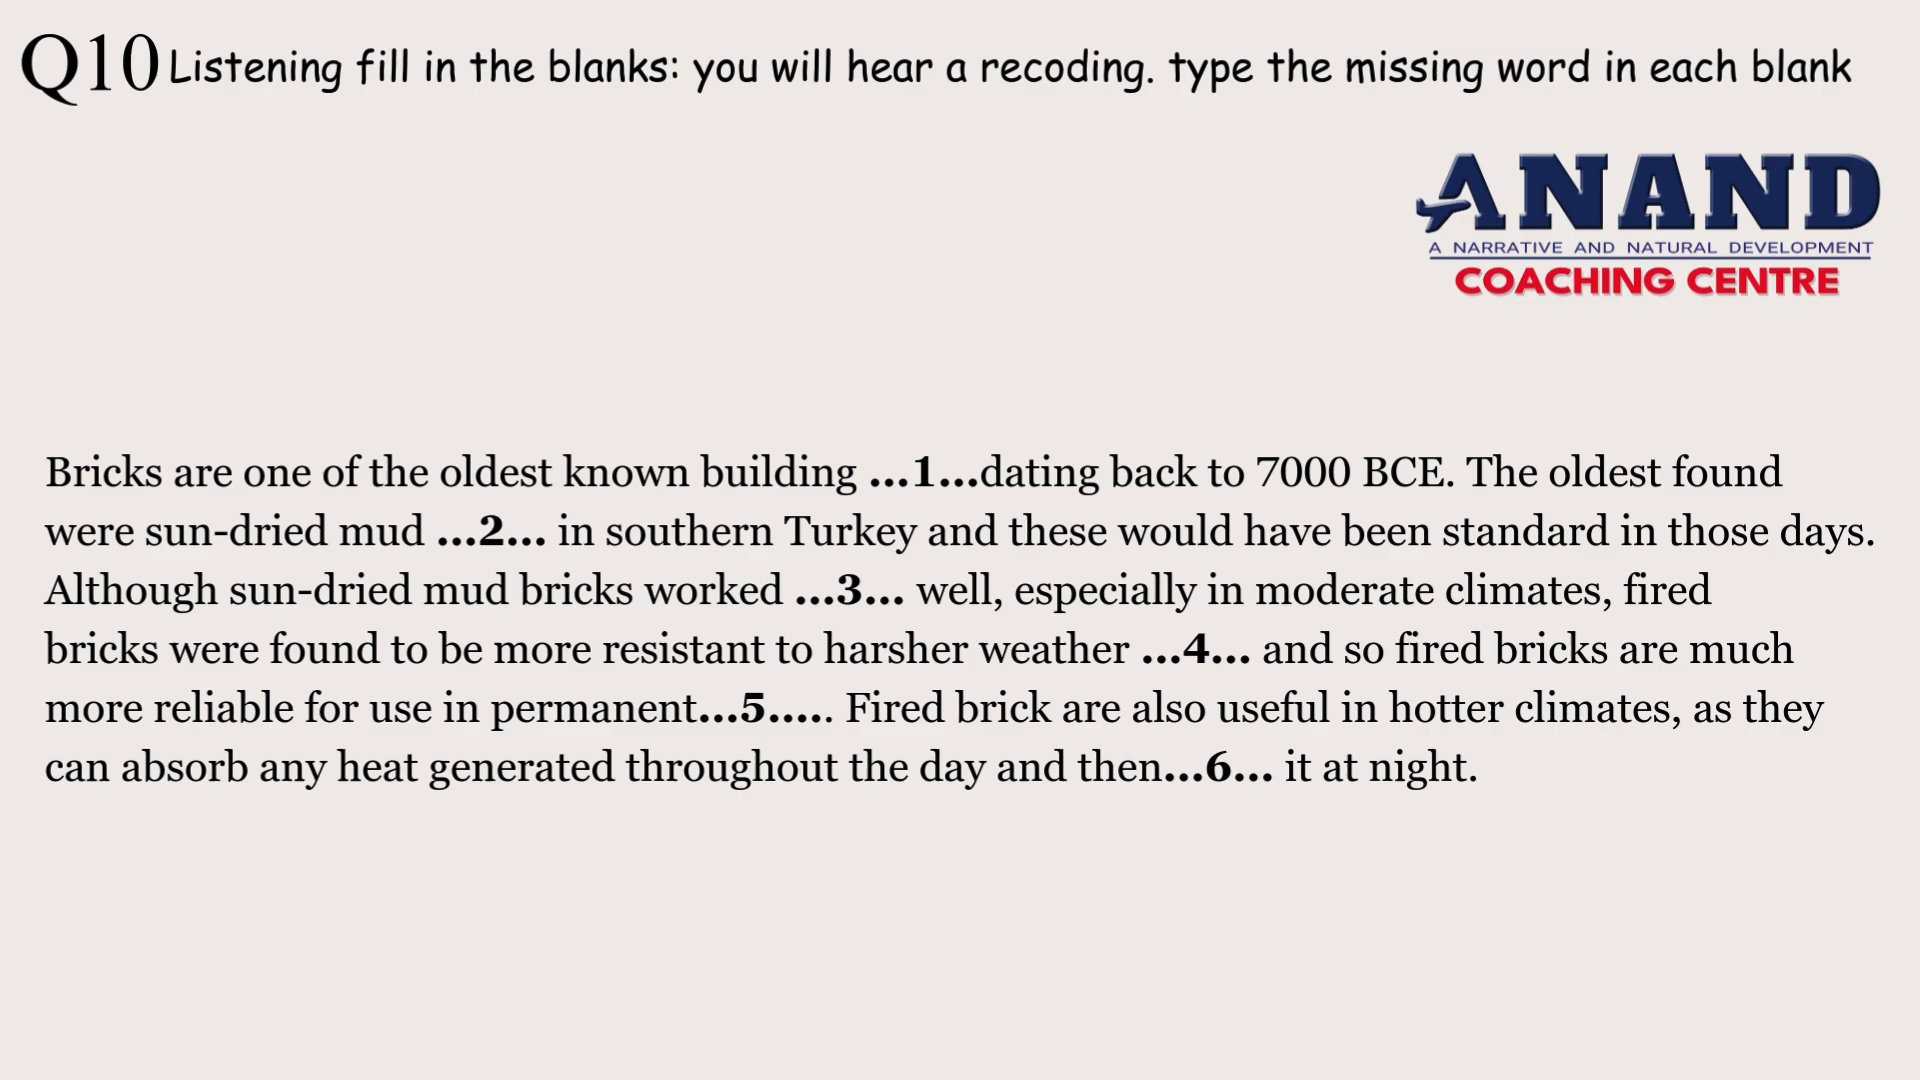 Q10 Listening fill in the blanks: you will hear a recoding. type the missing word in each blank
ANAND
A NARRATIVE AND NATURAL DEVELOPMENT
COACHING CENTRE
Bricks are one of the oldest known building ...1...dating back to 7000 BCE. The oldest found
were sun-dried mud ...2... in southern Turkey and these would have been standard in those days.
Although sun-dried mud bricks worked ...3... well, especially in moderate climates, fired
bricks were found to be more resistant to harsher weather ...4... and so fired bricks are much
more reliable for use in permanent...5..... Fired brick are also useful in hotter climates, as they
can absorb any heat generated throughout the day and then...6... it at night.